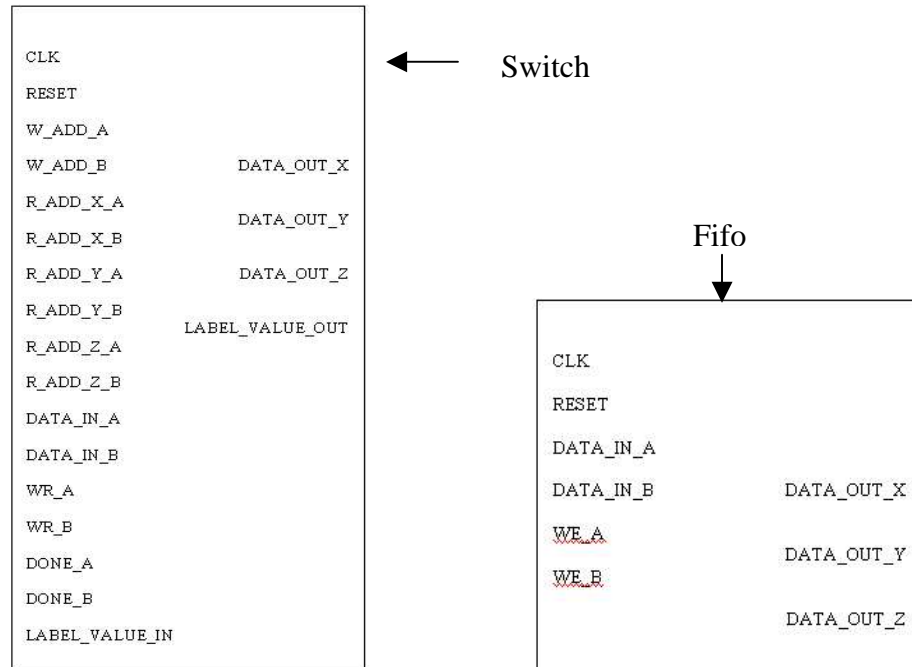 CLK
RESET
W_ADD_A
W_ADD_B
R_ADD_X_A
R_ADD_X_B
R_ADD_Y_A
R_ADD_Y_B
R_ADD_Z_A
R_ADD_Z_B
DATA_IN_A
DATA_IN_B
WR_A
WR_B
DONE_A
DONE_B
LABEL_VALUE_IN
DATA_OUT_X
DATA_OUT_Y
DATA_OUT_Z
LABEL_VALUE_OUT
Switch
Fifo
CLK
RESET
DATA_IN_A
DATA_IN_B
WE_A
WE_B
DATA_OUT_X
DATA_OUT_Y
DATA_OUT_Z